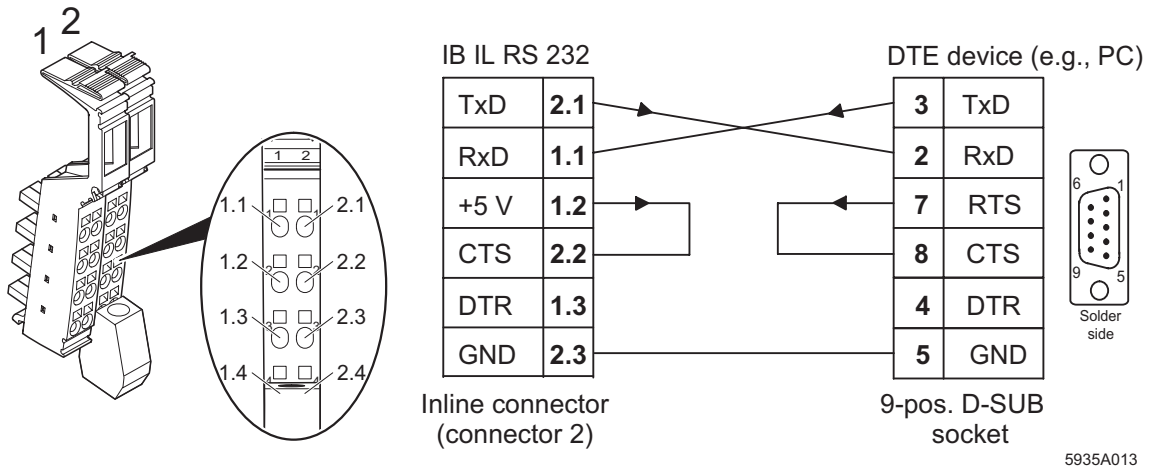 1 2
1 2
1.1 2.1
1.2 2.2
1.3 2.3
1.4 2.4
IB IL RS 232
TxD 2.1
RxD 1.1
+5 V 1.2
CTS 2.2
DTR 1.3
GND 2.3
Inline connector
(connector 2)
DTE device (e.g., PC)
3 TxD
2 RxD
7 RTS
8 CTS
4 DTR
5 GND
9-pos. D-SUB
socket
6 1
9 5
Solder
side
5935A013